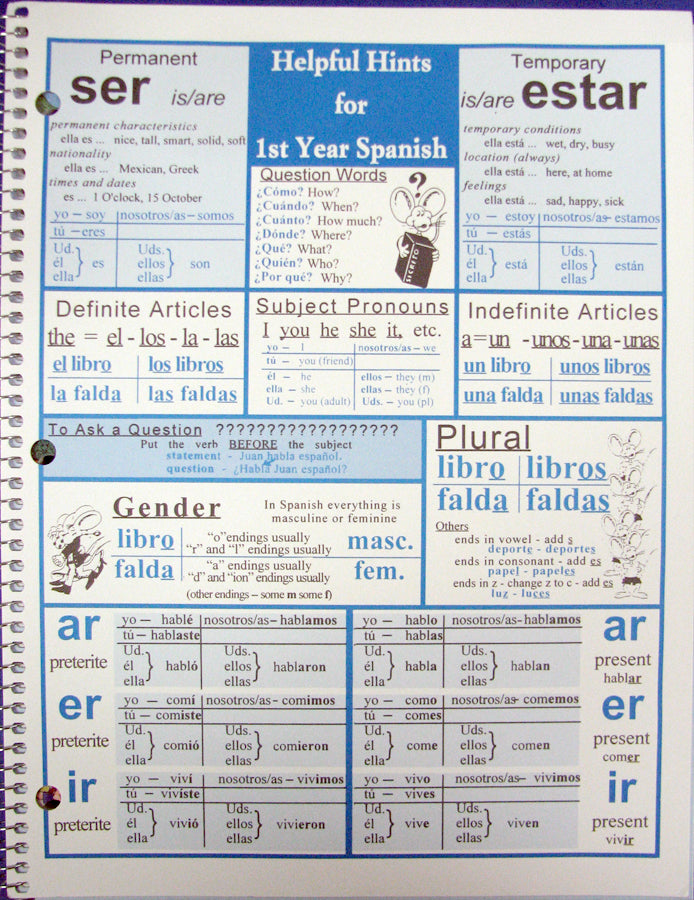 Permanent
ser is/are
permanent characteristics
ella es ... nice, tall, smart, solid, soft
nationality
ella es ... Mexican, Greek
times and dates
es ... 1 O'clock, 15 October
yo – soy nosotros/as – somos
tú – eres
Ud.
él
ella
es
Uds.
ellos
ellas
son
Helpful Hints
for
1st Year Spanish
Question Words
¿Cómo? How?
¿Cuándo? When?
¿Cuánto? How much?
¿Dónde? Where?
¿Qué? What?
¿Quién? Who?
¿Por qué? Why?
?
SECRETO
Temporary
is/are estar
temporary conditions
ella está ... wet, dry, busy
location (always)
ella está ... here, at home
feelings
ella está ... sad, happy, sick
yo – estoy nosotros/as – estamos
tú – estás
Ud.
él
ella
está
Uds.
ellos
ellas
están
Definite Articles
the = el - los - la - las
el libro los libros
la falda las faldas
Subject Pronouns
I you he she it, etc.
yo – I nosotros/as – we
tú – you (friend)
él – he ellos – they (m)
ella – she ellas – they (f)
Ud. – you (adult) Uds. – you (pl)
Indefinite Articles
a=un -unos-una-unas
un libro unos libros
una falda unas faldas
To Ask a Question ??????????????????
Put the verb BEFORE the subject
statement - Juan habla español.
question - ¿Habla Juan español?
Plural
libro libros
falda faldas
Others
ends in vowel - add s
deporte - deportes
ends in consonant - add es
papel - papeles
ends in z - change z to c - add es
luz - luces
Gender
In Spanish everything is
masculine or feminine
libro "o"endings usually
"r" and "l" endings usually masc.
falda "a" endings usually
"d" and "ion" endings usually fem.
(other endings – some m some f)
ar
preterite
yo – hablé nosotros/as- hablamos
tú – hablaste
Ud.
él
ella
habló
Uds.
ellos
ellas
hablaron
er
preterite
yo – comí nosotros/as - comimos
tú – comiste
Ud.
él
ella
comió
Uds.
ellos
ellas
comieron
ir
preterite
yo – viví nosotros/as – vivimos
tú – viviste
Ud.
él
ella
vivió
Uds.
ellos
ellas
vivieron
yo – hablo nosotros/as- hablamos
tú – hablas
Ud.
él
ella
habla
Uds.
ellos
ellas
hablan
ar
present
hablar
yo – como nosotros/as – comemos
tú – comes
Ud.
él
ella
come
Uds.
ellos
ellas
comen
er
present
comer
yo – vivo nosotros/as – vivimos
tú – vives
Ud.
él
ella
vive
Uds.
ellos
ellas
viven
ir
present
vivir